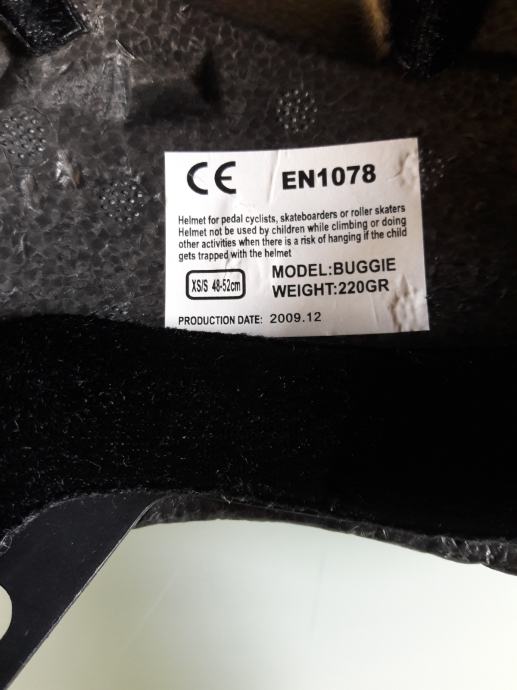 CE EN1078
Helmet for pedal cyclists, skateboarders or roller skaters
Helmet not be used by children while climbing or doing
other activities when there is a risk of hanging if the child
gets trapped with the helmet
XS/S 48-52cm
MODEL:BUGGIE
WEIGHT:220GR
PRODUCTION DATE: 2009.12